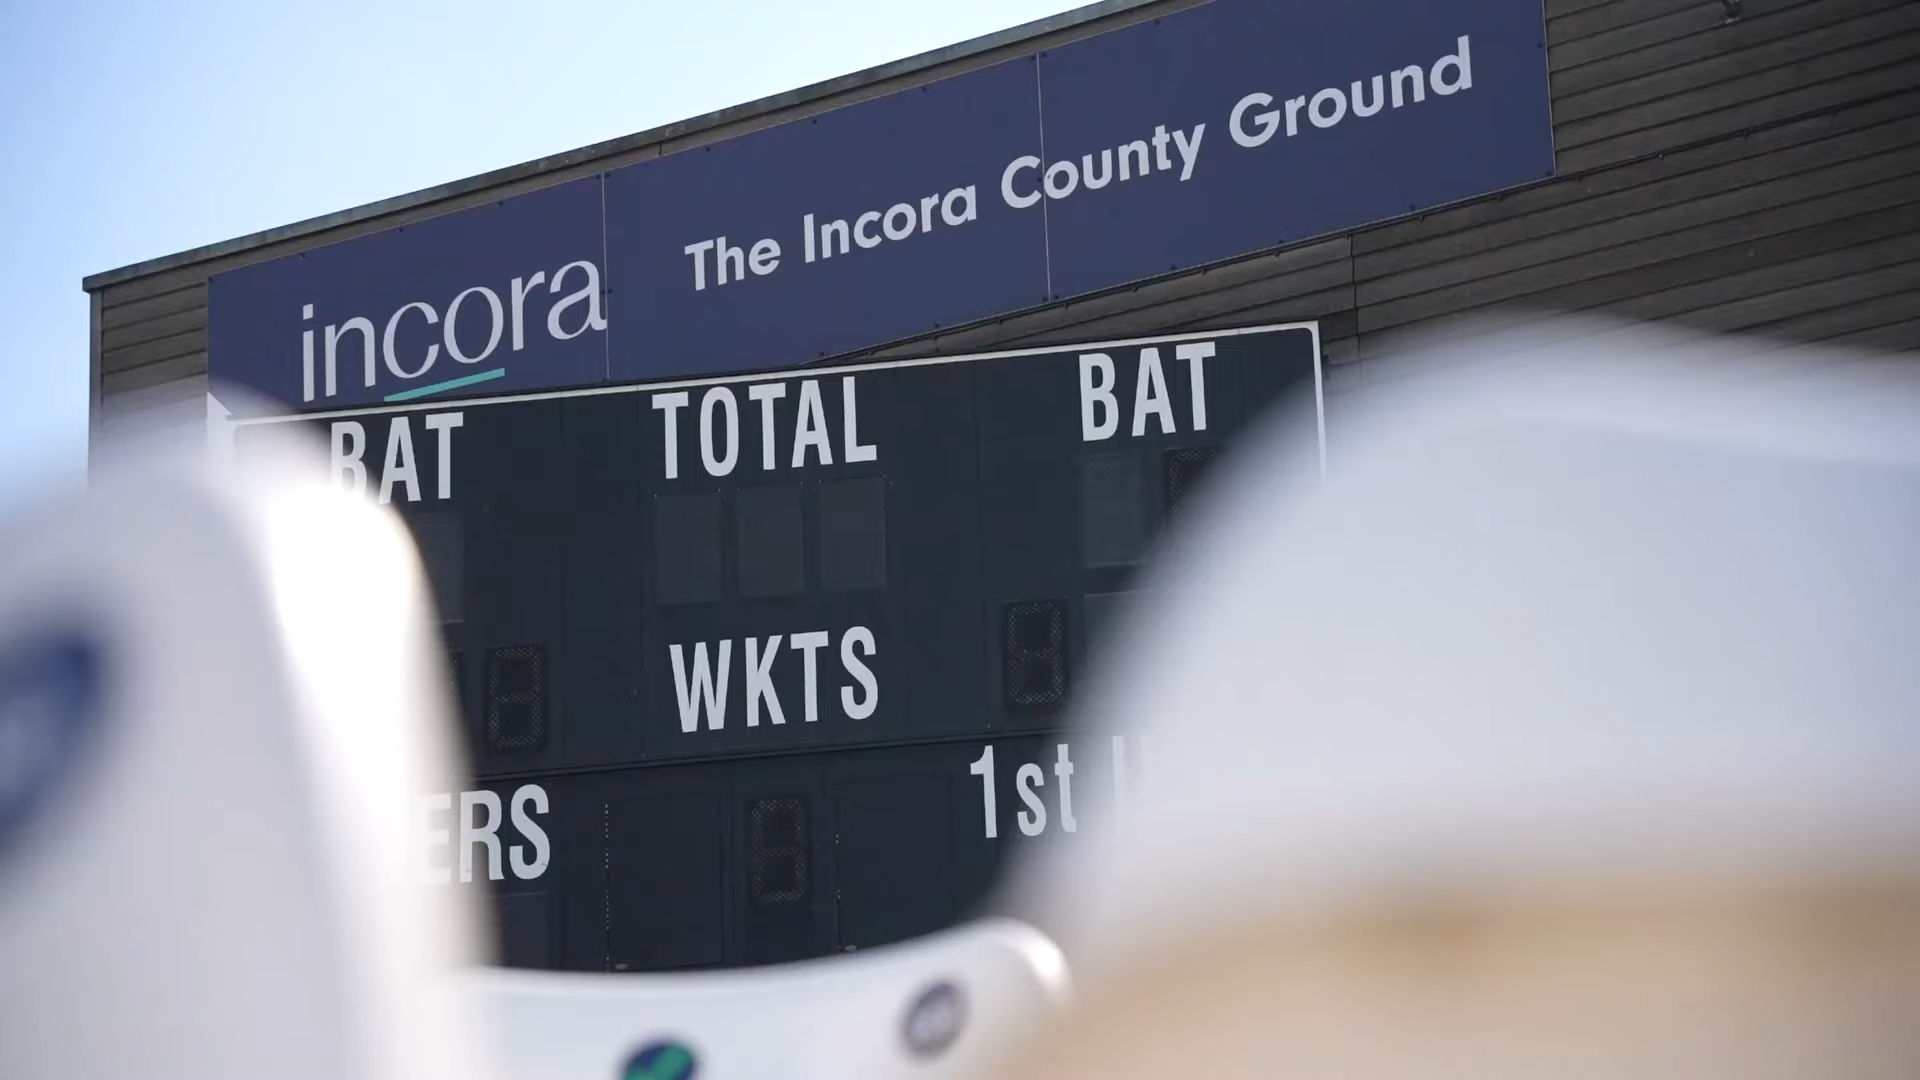 incora
The Incora County Ground
BAT TOTAL BAT
WKTS
ERS
1st